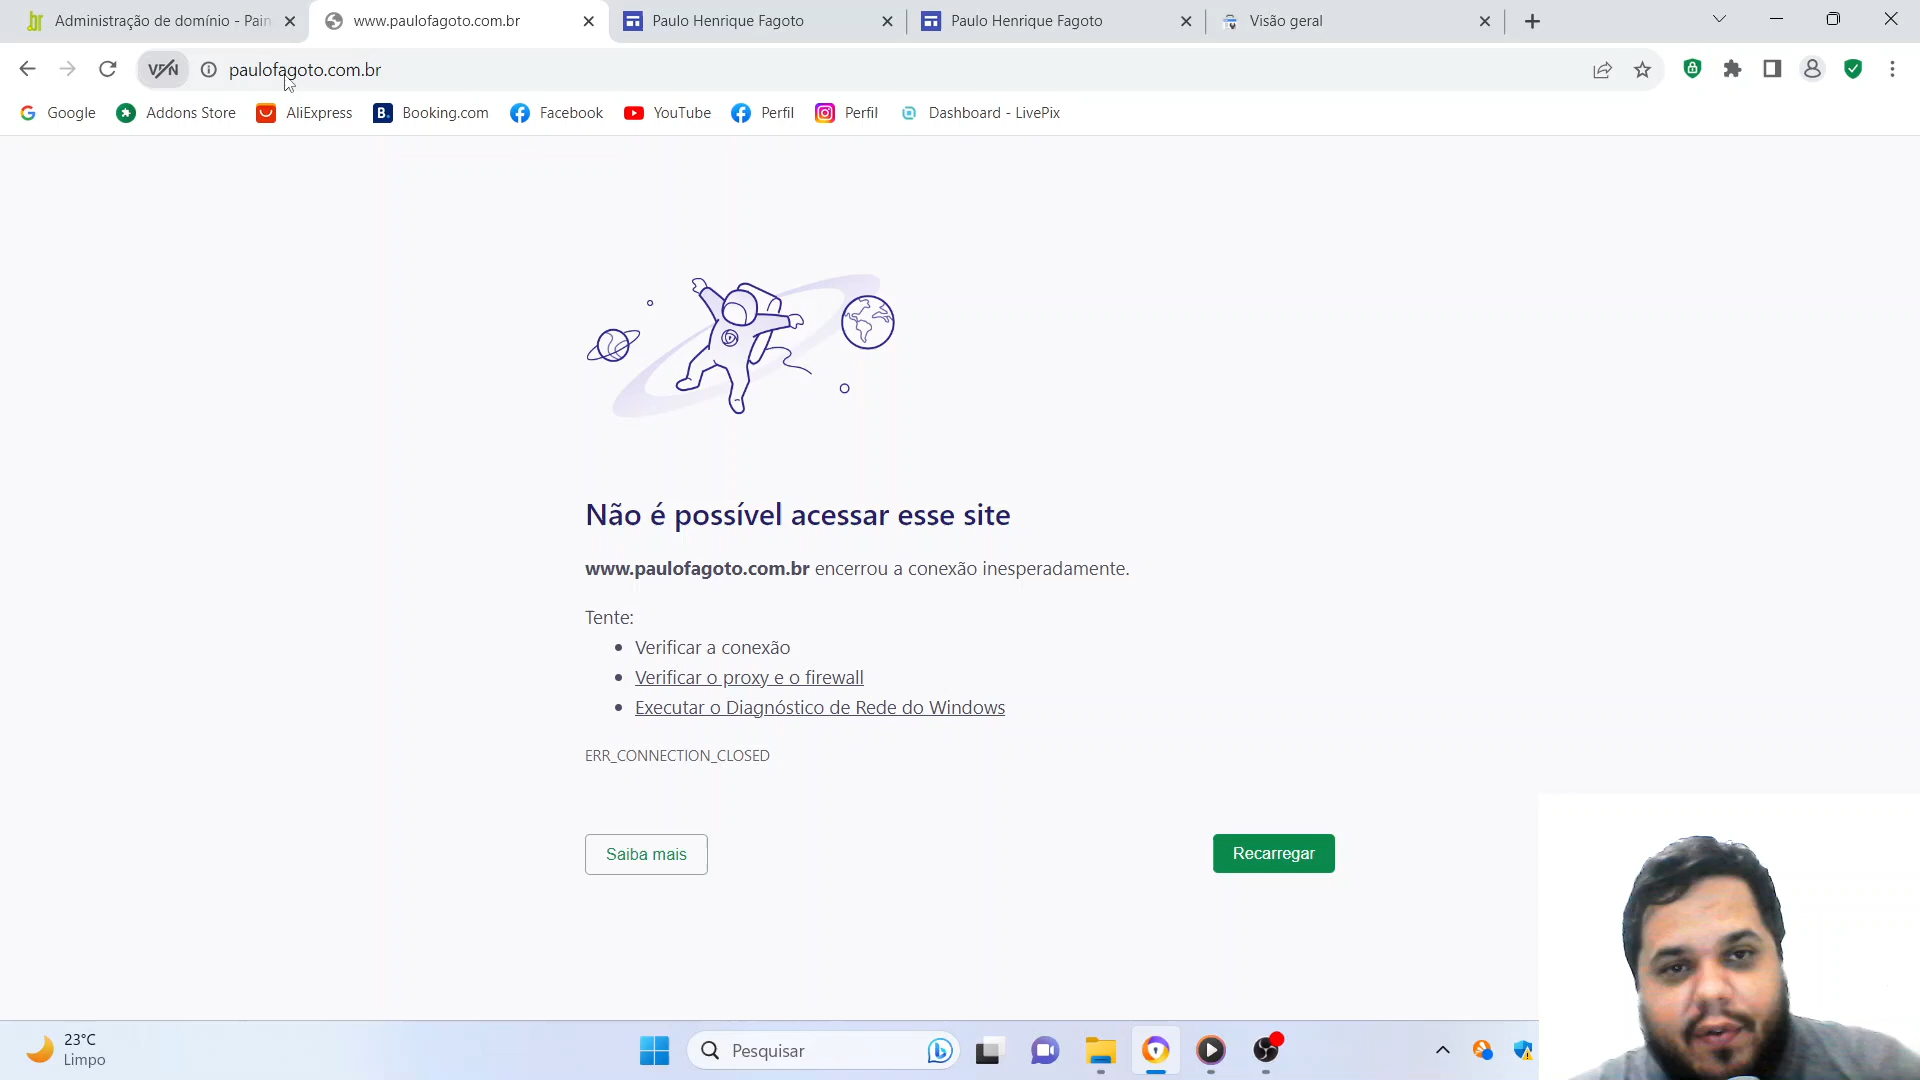 Administração de domínio - Pain
www.paulofagoto.com.br
Paulo Henrique Fagoto
Paulo Henrique Fagoto
Visão geral
VPN
paulofagoto.com.br
Google
Addons Store
AliExpress
B.
Booking.com
Facebook
YouTube
Perfil
Perfil
Dashboard - LivePix
Não é possível acessar esse site
www.paulofagoto.com.br encerrou a conexão inesperadamente.
Tente:
Verificar a conexão
Verificar o proxy e o firewall
Executar o Diagnóstico de Rede do Windows
ERR_CONNECTION_CLOSED
Saiba mais
Recarregar
23°C
Limpo
Pesquisar